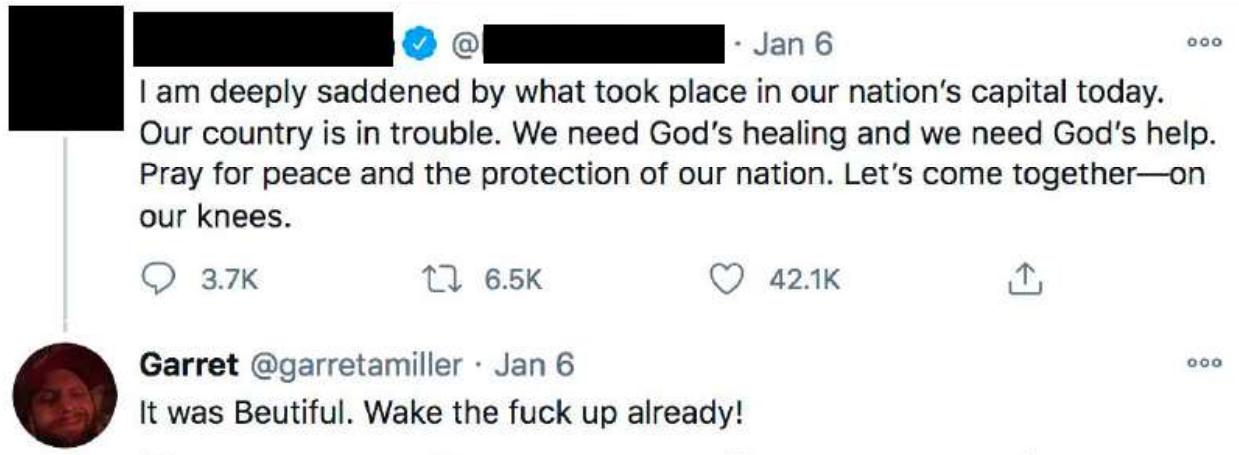 @ · Jan 6
I am deeply saddened by what took place in our nation's capital today.
Our country is in trouble. We need God's healing and we need God's help.
Pray for peace and the protection of our nation. Let's come together—on
our knees.
3.7K 6.5K 42.1K
Garret @garretamiller · Jan 6
It was Beutiful. Wake the fuck up already!